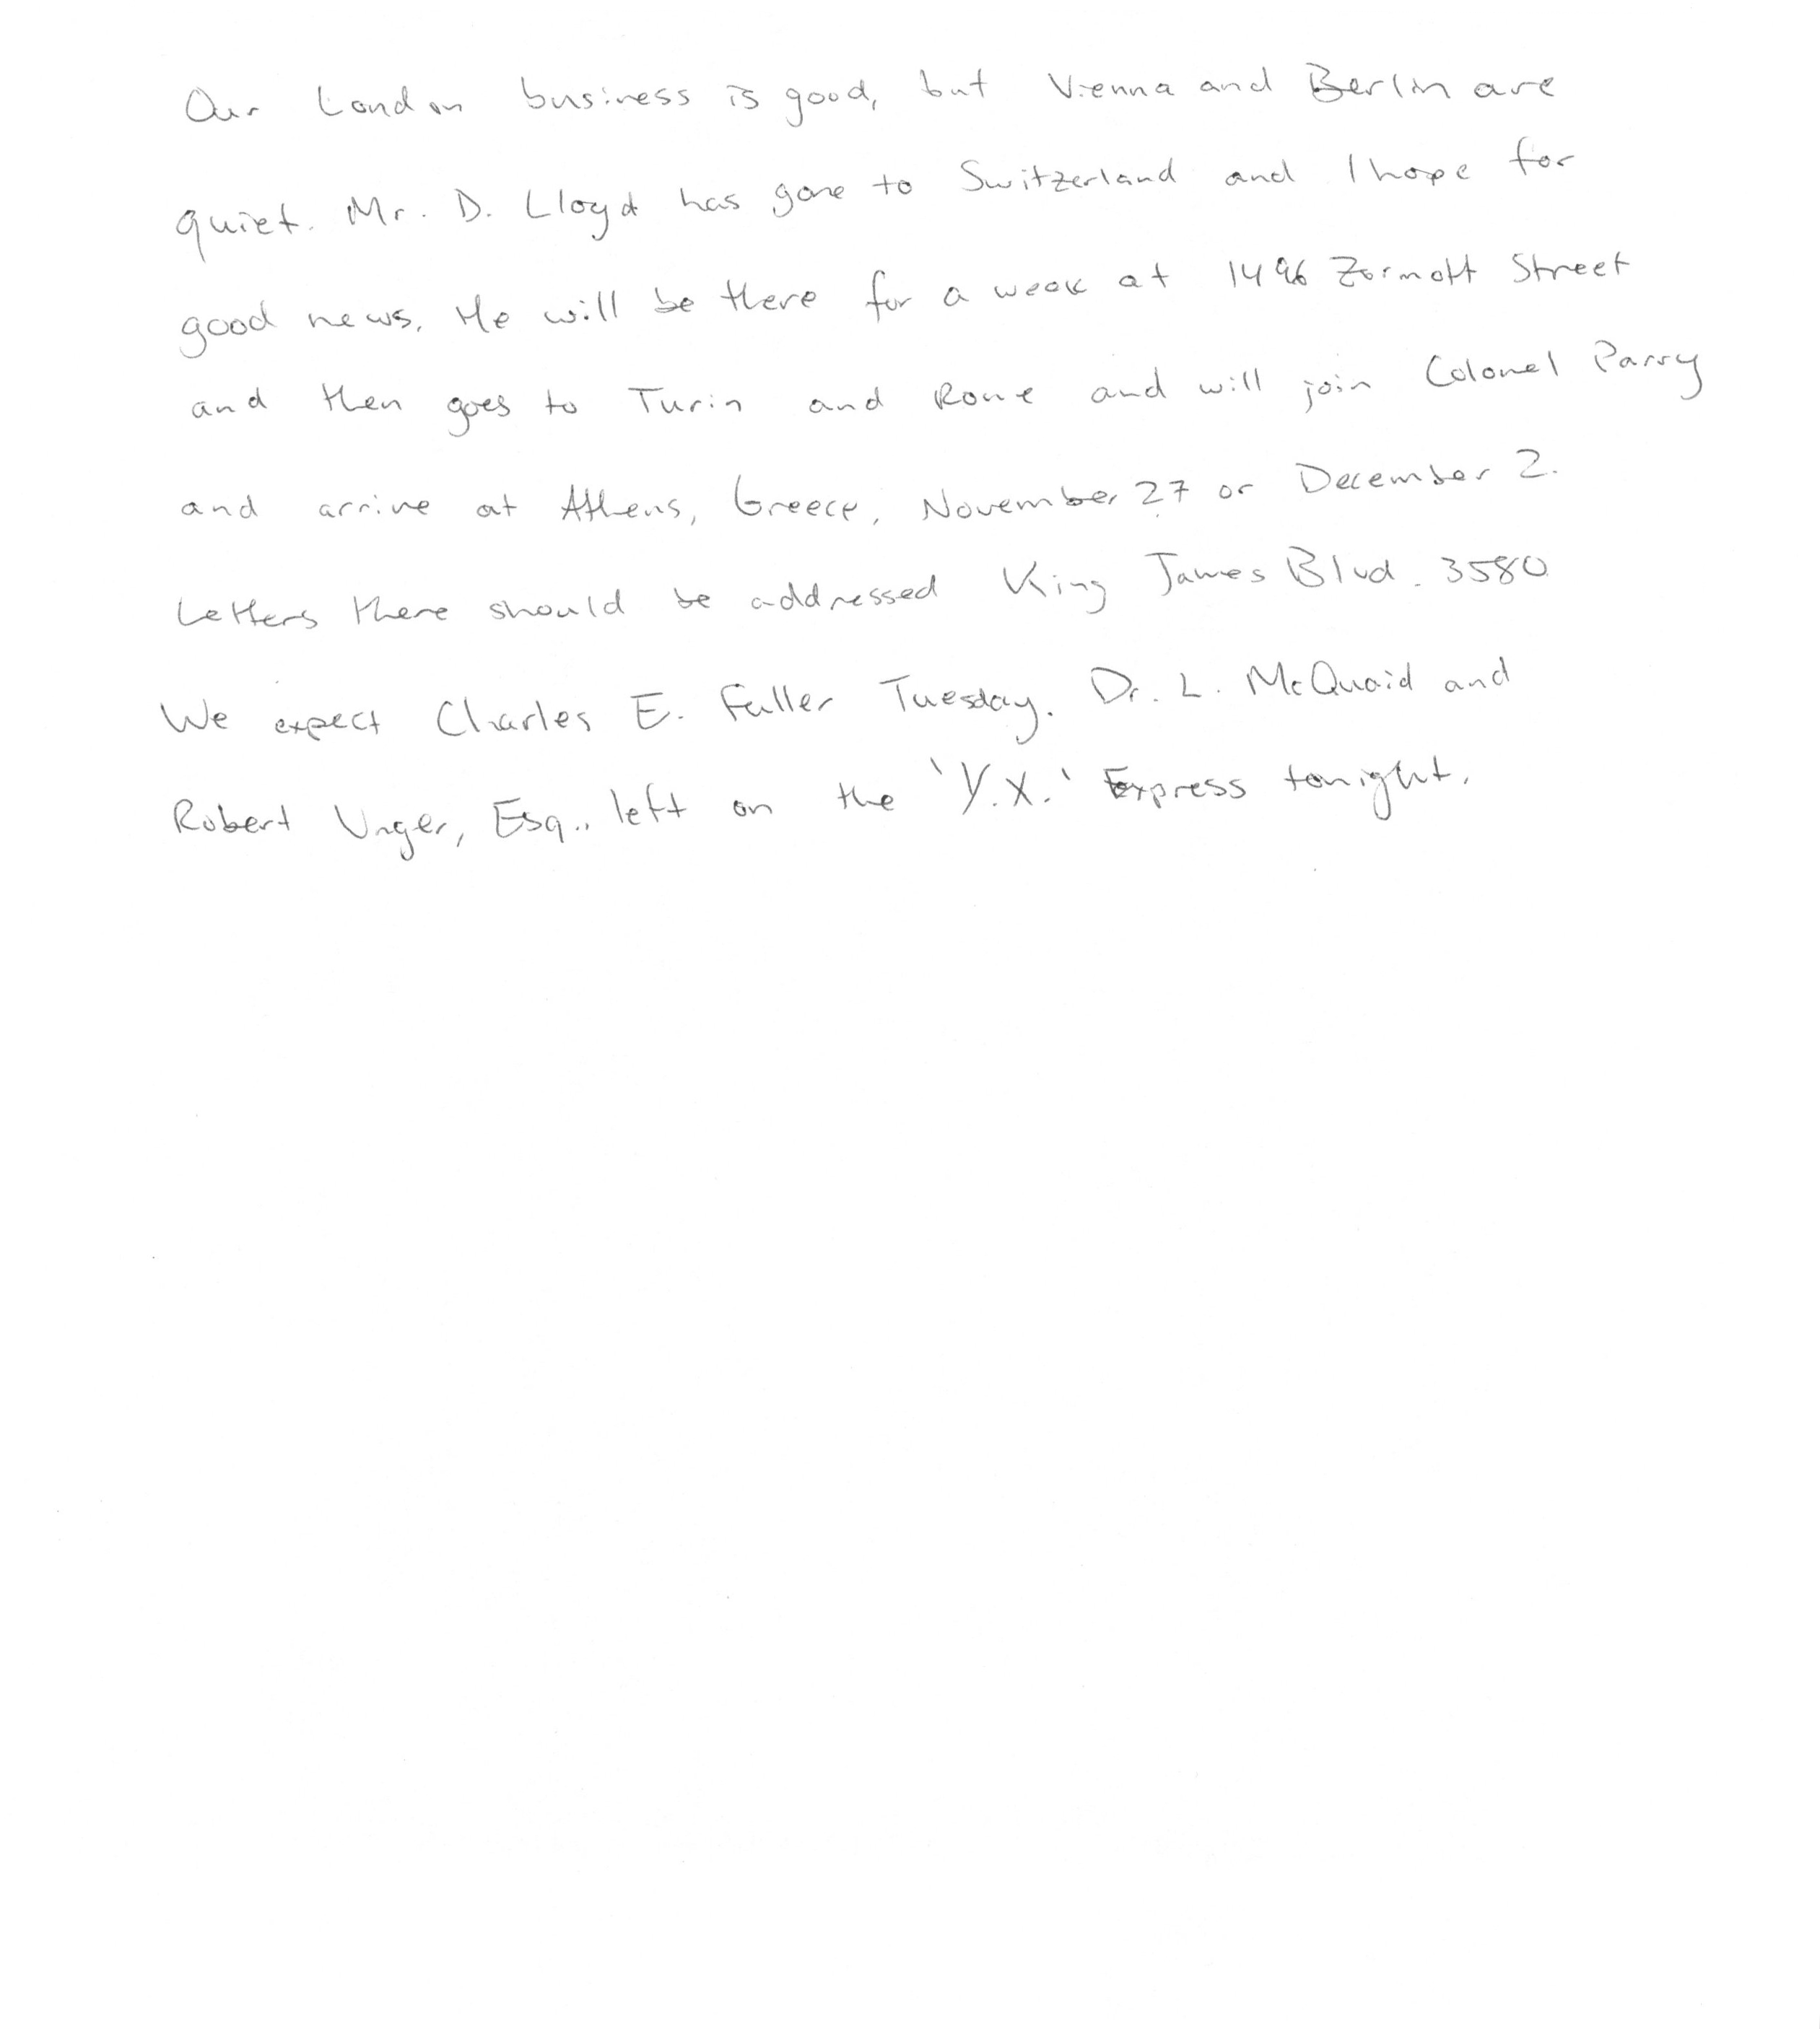 Our London business is good, but Vienna and Berlin are
quiet. Mr. D. Lloyd has gone to Switzerland and I hope for
good news. He will be there for a week at 1496 Zermott Street
and then goes to Turin and Rome and will join Colonel Parry
and arrive at Athens, Greece, November 27 or December 2.
Letters there should be addressed King James Blvd. 3580
We expect Charles E. Fuller Tuesday. Dr. L. McQuaid and
Robert Unger, Esq., left on the 'Y.X.' Express tonight.